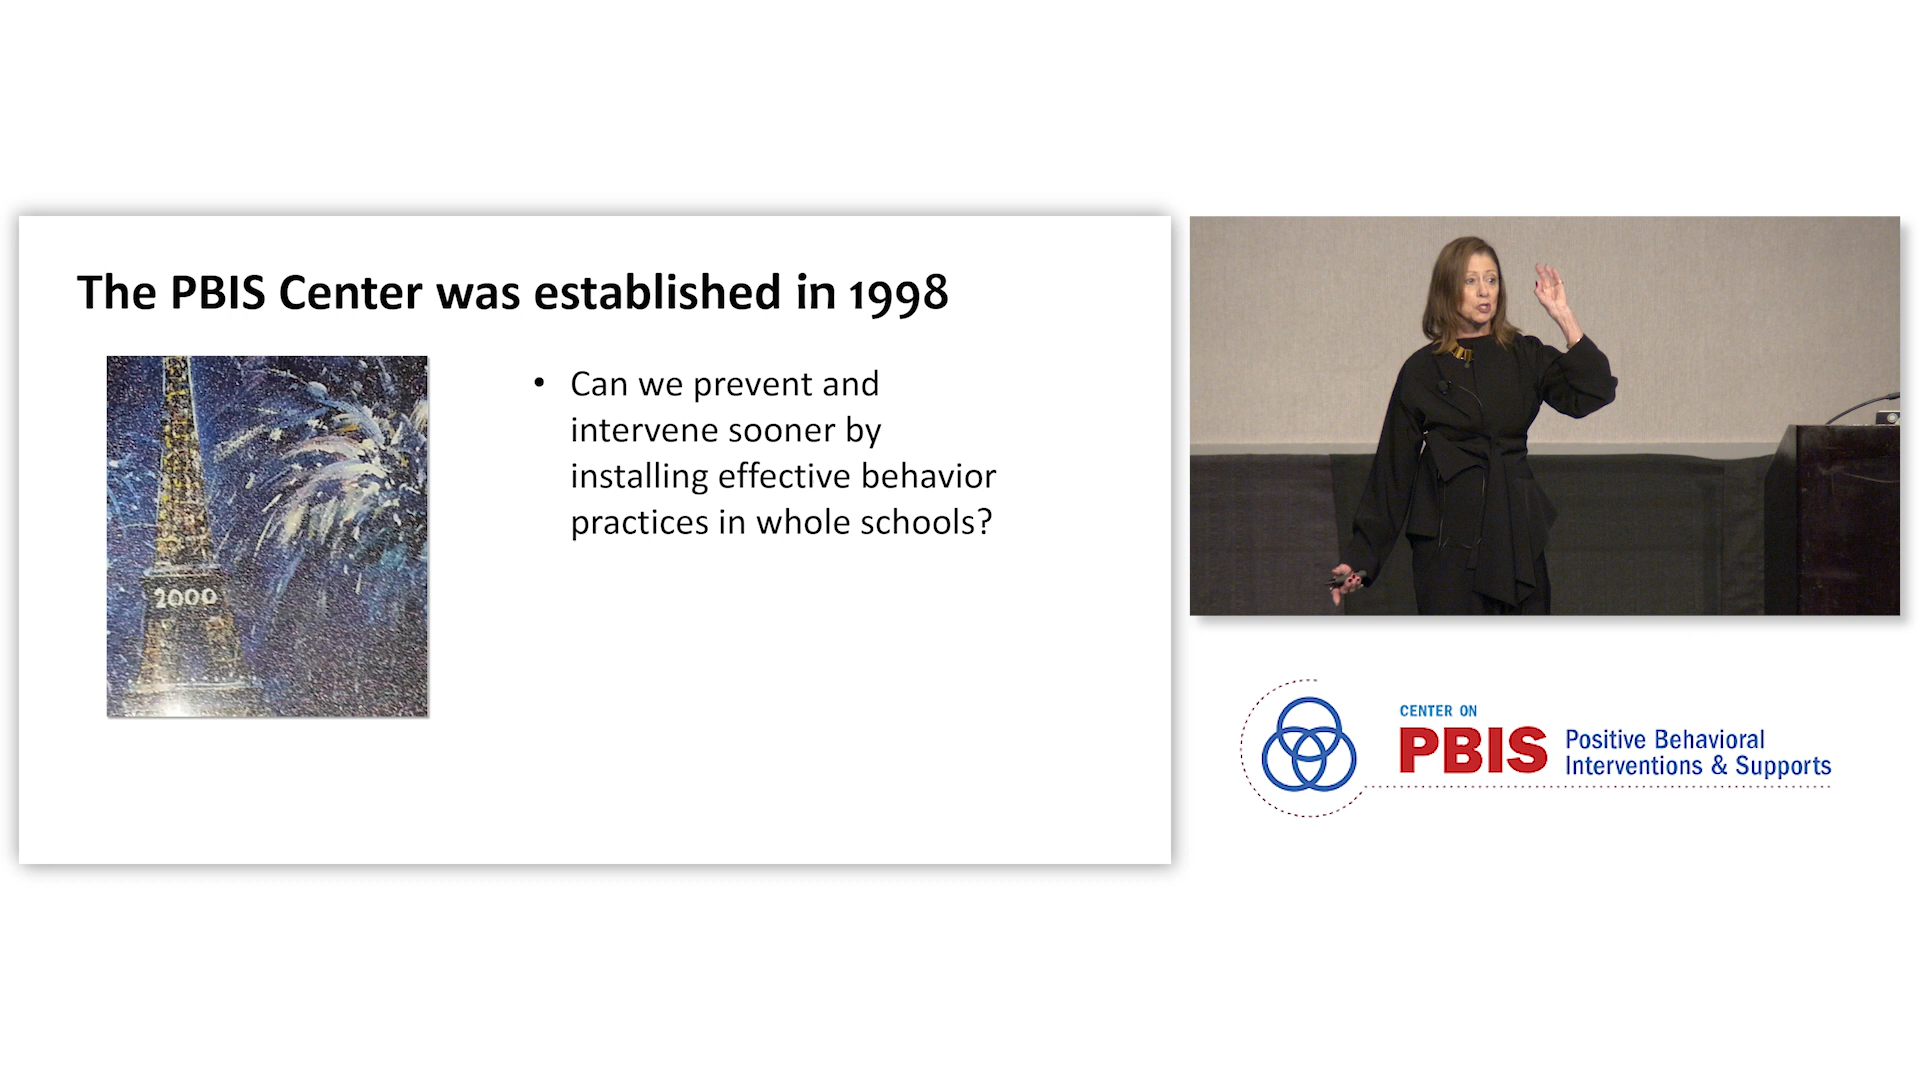 The PBIS Center was established in 1998
• Can we prevent and
intervene sooner by
installing effective behavior
practices in whole schools?
2000
CENTER ON
PBIS
Positive Behavioral
Interventions & Supports